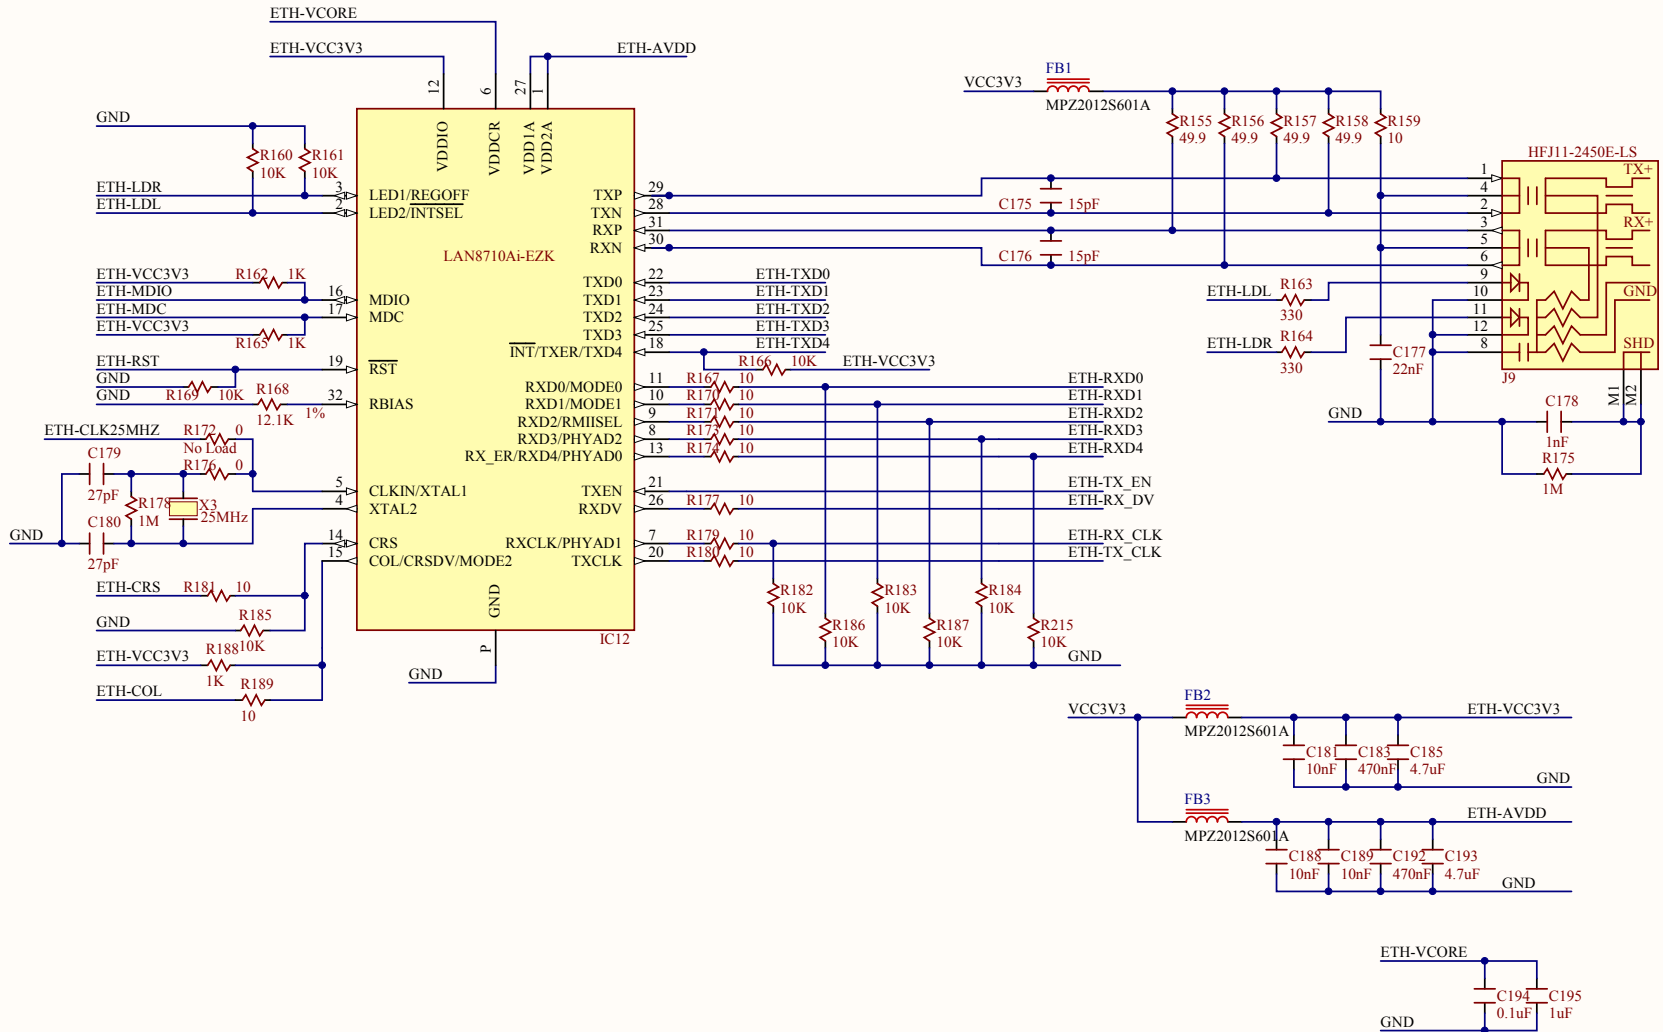 ETH-VCORE
ETH-VCC3V3
ETH-AVDD
12
6
27
1
VDDIO
VDDCR
VDD1A
VDD2A
GND
R160
10K
R161
10K
ETH-LDR
ETH-LDL
3
2
LED1/REGOFF
LED2/INTSEL
LAN8710Ai-EZK
ETH-VCC3V3
R162
1K
ETH-MDIO
16
MDIO
ETH-MDC
17
MDC
ETH-VCC3V3
R165
1K
ETH-RST
19
RST
GND
R169
10K
R168
GND
12.1K
1%
32
RBIAS
ETH-CLK25MHZ
R172
0
No Load
R176
0
C179
27pF
R178
1M
X3
25MHz
C180
27pF
GND
5
CLKIN/XTAL1
4
XTAL2
14
CRS
15
COL/CRSDV/MODE2
ETH-CRS
R181
10
R185
GND
10K
ETH-VCC3V3
R188
1K
R189
ETH-COL
10
GND
P
GND
IC12
TXP
29
TXN
28
RXP
31
RXN
30
TXD0
22
ETH-TXD0
TXD1
23
ETH-TXD1
TXD2
24
ETH-TXD2
TXD3
25
ETH-TXD3
INT/TXER/TXD4
18
ETH-TXD4
R166
10K
ETH-VCC3V3
RXD0/MODE0
11
R167
10
ETH-RXD0
RXD1/MODE1
10
R170
10
ETH-RXD1
RXD2/RMIISEL
9
R171
10
ETH-RXD2
RXD3/PHYAD2
8
R173
10
ETH-RXD3
RX_ER/RXD4/PHYAD0
13
R174
10
ETH-RXD4
TXEN
21
ETH-TX_EN
RXDV
26
R177
10
ETH-RX_DV
RXCLK/PHYAD1
7
R179
10
ETH-RX_CLK
TXCLK
20
R180
10
ETH-TX_CLK
R182
10K
R183
10K
R184
10K
R186
10K
R187
10K
R215
10K
GND
VCC3V3
FB1
MPZ2012S601A
R155
49.9
R156
49.9
R157
49.9
R158
49.9
R159
10
C175
15pF
C176
15pF
HFJ11-2450E-LS
1
4
2
3
5
6
9
10
11
12
8
TX+
RX+
GND
SHD
J9
M1
M2
ETH-LDL
R163
330
ETH-LDR
R164
330
C177
22nF
GND
C178
1nF
R175
1M
VCC3V3
FB2
MPZ2012S601A
ETH-VCC3V3
C181
10nF
C183
470nF
C185
4.7uF
GND
FB3
MPZ2012S601A
ETH-AVDD
C188
10nF
C189
10nF
C192
470nF
C193
4.7uF
GND
ETH-VCORE
C194
0.1uF
C195
1uF
GND